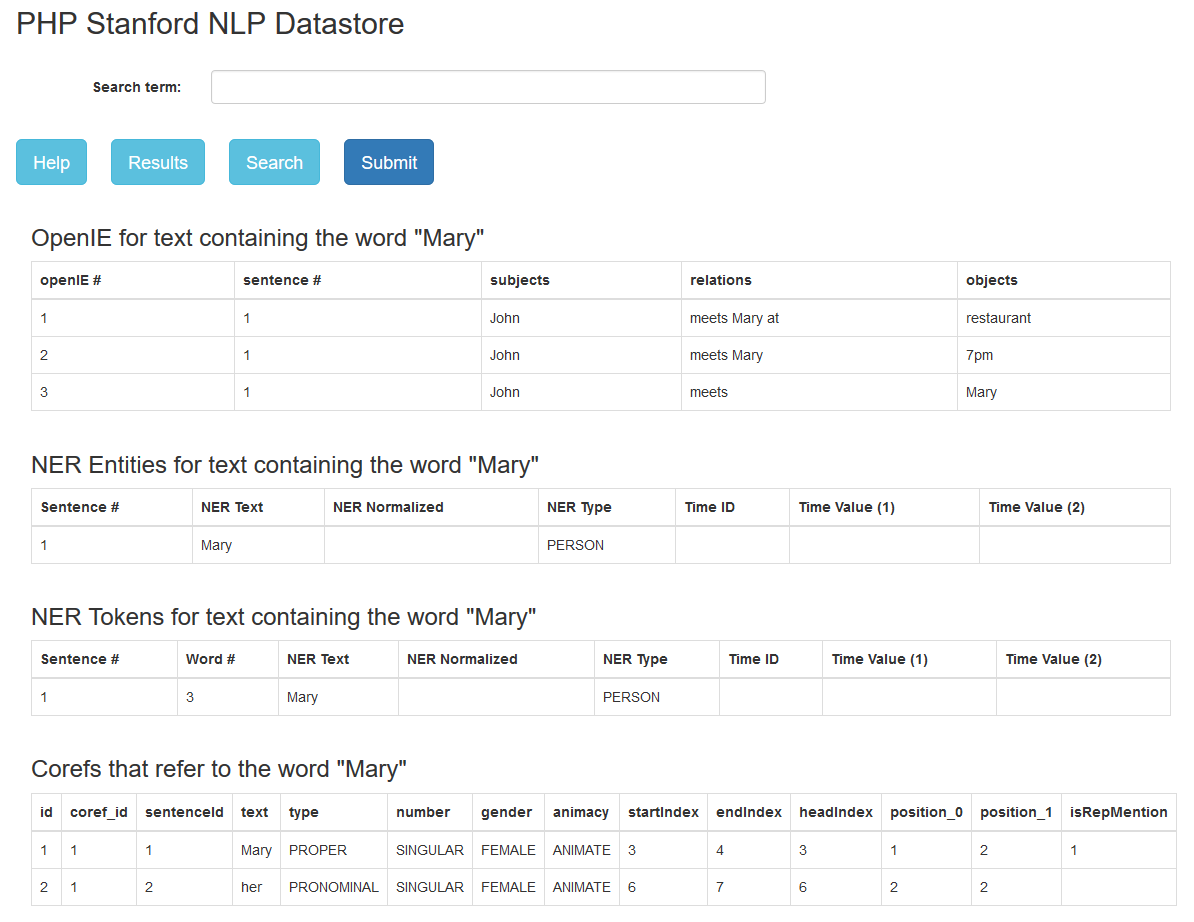 PHP Stanford NLP Datastore
Search term:
Help Results Search Submit
OpenIE for text containing the word "Mary"
openIE # sentence # subjects relations objects
1 1 John meets Mary at restaurant
2 1 John meets Mary 7pm
3 1 John meets Mary
NER Entities for text containing the word "Mary"
Sentence # NER Text NER Normalized NER Type Time ID Time Value (1) Time Value (2)
1 Mary PERSON
NER Tokens for text containing the word "Mary"
Sentence # Word # NER Text NER Normalized NER Type Time ID Time Value (1) Time Value (2)
1 3 Mary PERSON
Corefs that refer to the word "Mary"
id coref_id sentenceId text type number gender animacy startIndex endIndex headIndex position_0 position_1 isRepMention
1 1 1 Mary PROPER SINGULAR FEMALE ANIMATE 3 4 3 1 2 1
2 1 2 her PRONOMINAL SINGULAR FEMALE ANIMATE 6 7 6 2 2